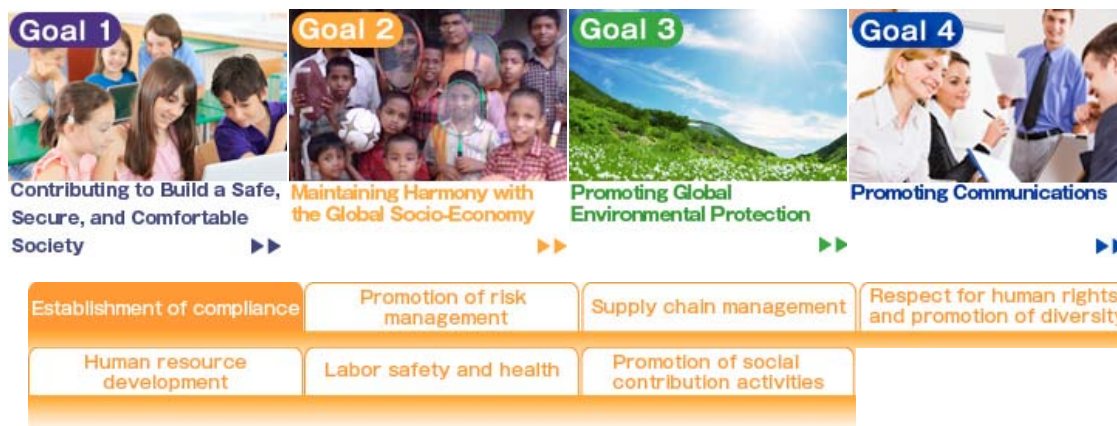 Goal 1
Goal 2
Goal 3
Goal 4
Contributing to Build a Safe,
Secure, and Comfortable
Society
Maintaining Harmony with
the Global Socio-Economy
Promoting Global
Environmental Protection
Promoting Communications
Establishment of compliance
Promotion of risk
management
Supply chain management
Respect for human rights
and promotion of diversity
Human resource
development
Labor safety and health
Promotion of social
contribution activities